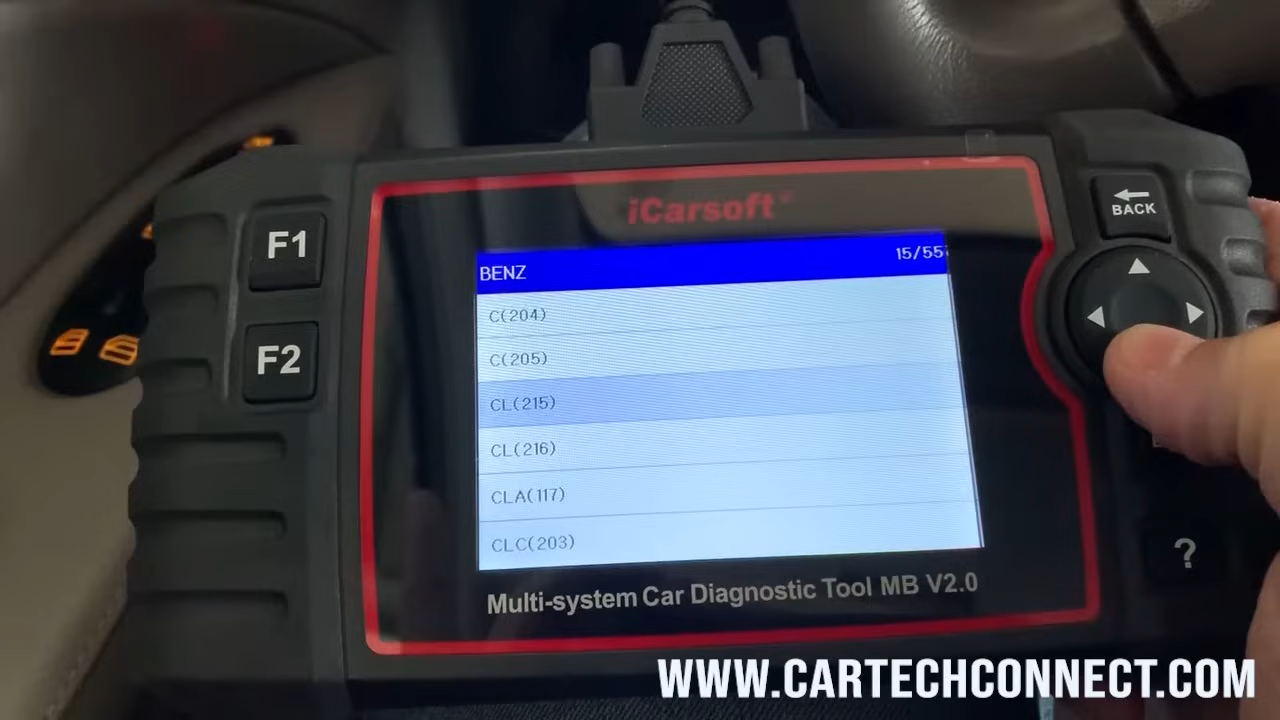 iCarsoft
BACK
F1
BENZ 15/55
C(204)
F2
C(205)
CL(215)
CL(216)
CLA(117)
CLC(203)
?
Multi-system Car Diagnostic Tool MB V2.0
WWW.CARTECHCONNECT.COM